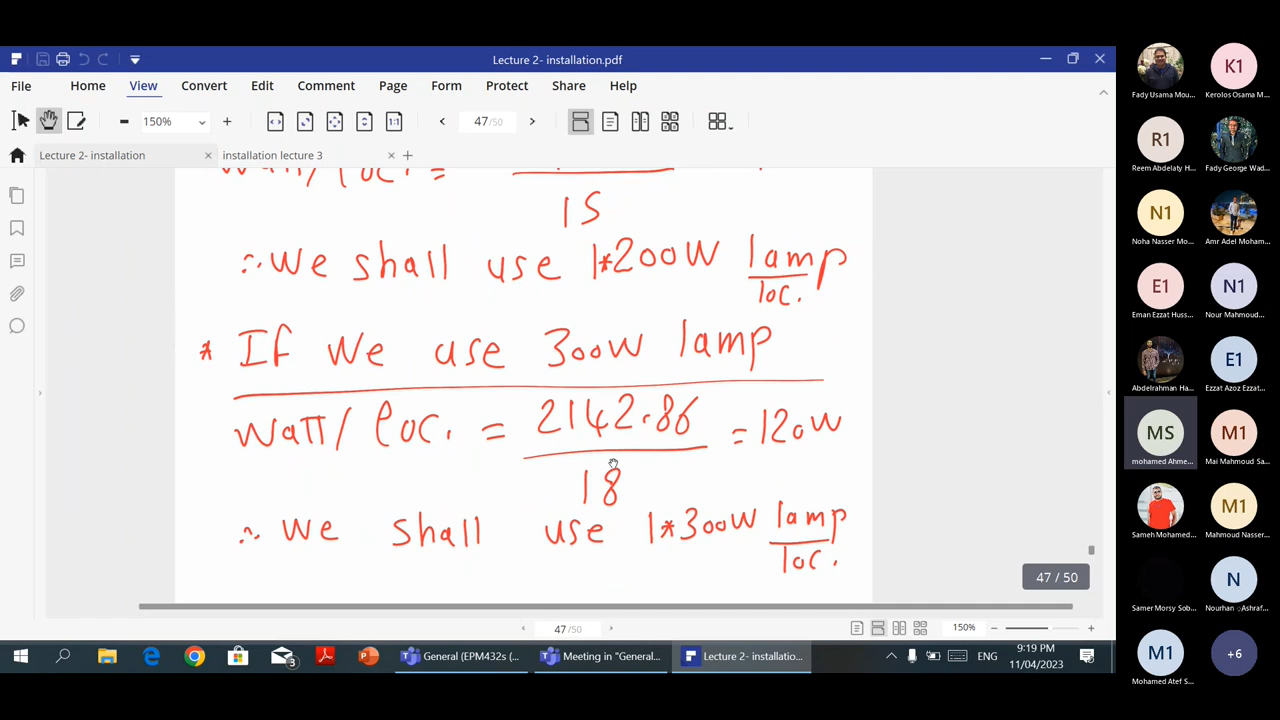 Lecture 2- installation.pdf
File Home View Convert Edit Comment Page Form Protect Share Help
150% 1:1 47/50
Lecture 2- installation installation lecture 3
Watt/loc. =
15
∴ We shall use 1*200W lamp/loc.
* If We use 300W lamp
Watt/loc. = 2142.86/18 = 120W
∴ We shall use 1*300W lamp/loc.
47 / 50
47 /50 150%
General (EPM432s (... Meeting in "General... Lecture 2- installatio...
3
ENG
9:19 PM
11/04/2023
Fady Usama Mou...
K1
Kerolos Osama M...
R1
Reem Abdelaty H...
Fady George Wad...
N1
Noha Nasser Mo...
Amr Adel Moham...
E1
Eman Ezzat Huss...
N1
Nour Mahmoud...
Abdelrahman Ha...
E1
Ezzat Azoz Ezzat...
MS
mohamed Ahme...
M1
Mai Mahmoud Sa...
Sameh Mohamed...
M1
Mahmoud Nasser...
Samer Morsy Sob...
N
Nourhan ◌Ashraf...
M1
Mohamed Atef S...
+6